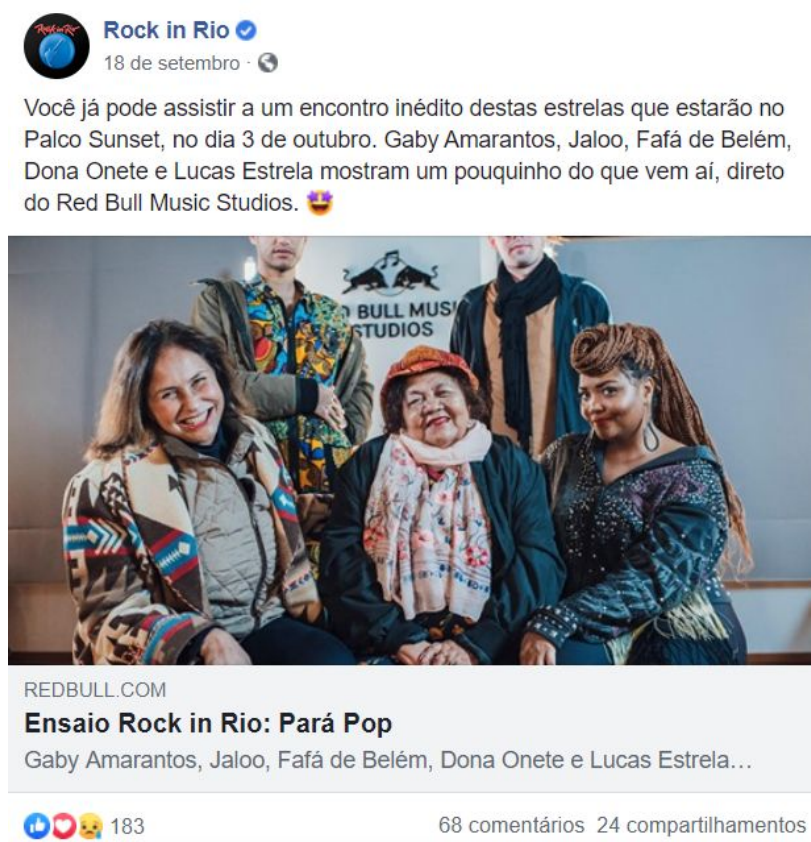 Rock in Rio
Rock in Rio
18 de setembro ·
Você já pode assistir a um encontro inédito destas estrelas que estarão no
Palco Sunset, no dia 3 de outubro. Gaby Amarantos, Jaloo, Fafá de Belém,
Dona Onete e Lucas Estrela mostram um pouquinho do que vem aí, direto
do Red Bull Music Studios.
D BULL MUSI
STUDIOS
REDBULL.COM
Ensaio Rock in Rio: Pará Pop
Gaby Amarantos, Jaloo, Fafá de Belém, Dona Onete e Lucas Estrela…
183
68 comentários 24 compartilhamentos